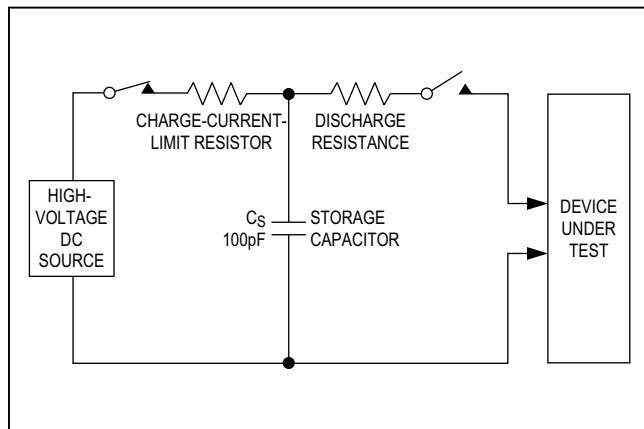 CHARGE-CURRENT-
LIMIT RESISTOR
DISCHARGE
RESISTANCE
HIGH-
VOLTAGE
DC
SOURCE
CS
100pF
STORAGE
CAPACITOR
DEVICE
UNDER
TEST